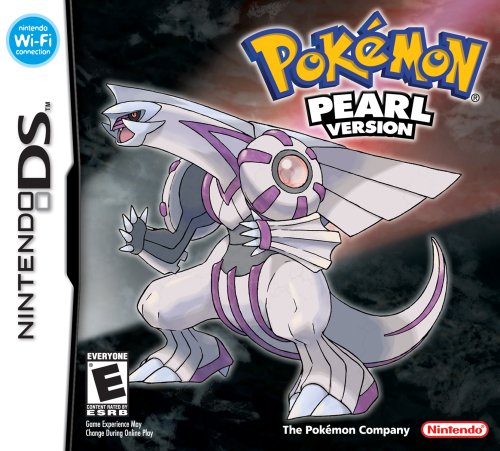 nintendo
Wi-Fi
connection
NINTENDO DS™
POKÉMON®
PEARL
VERSION
EVERYONE
E
CONTENT RATED BY
ESRB
Game Experience May
Change During Online Play
The Pokémon Company
Nintendo®